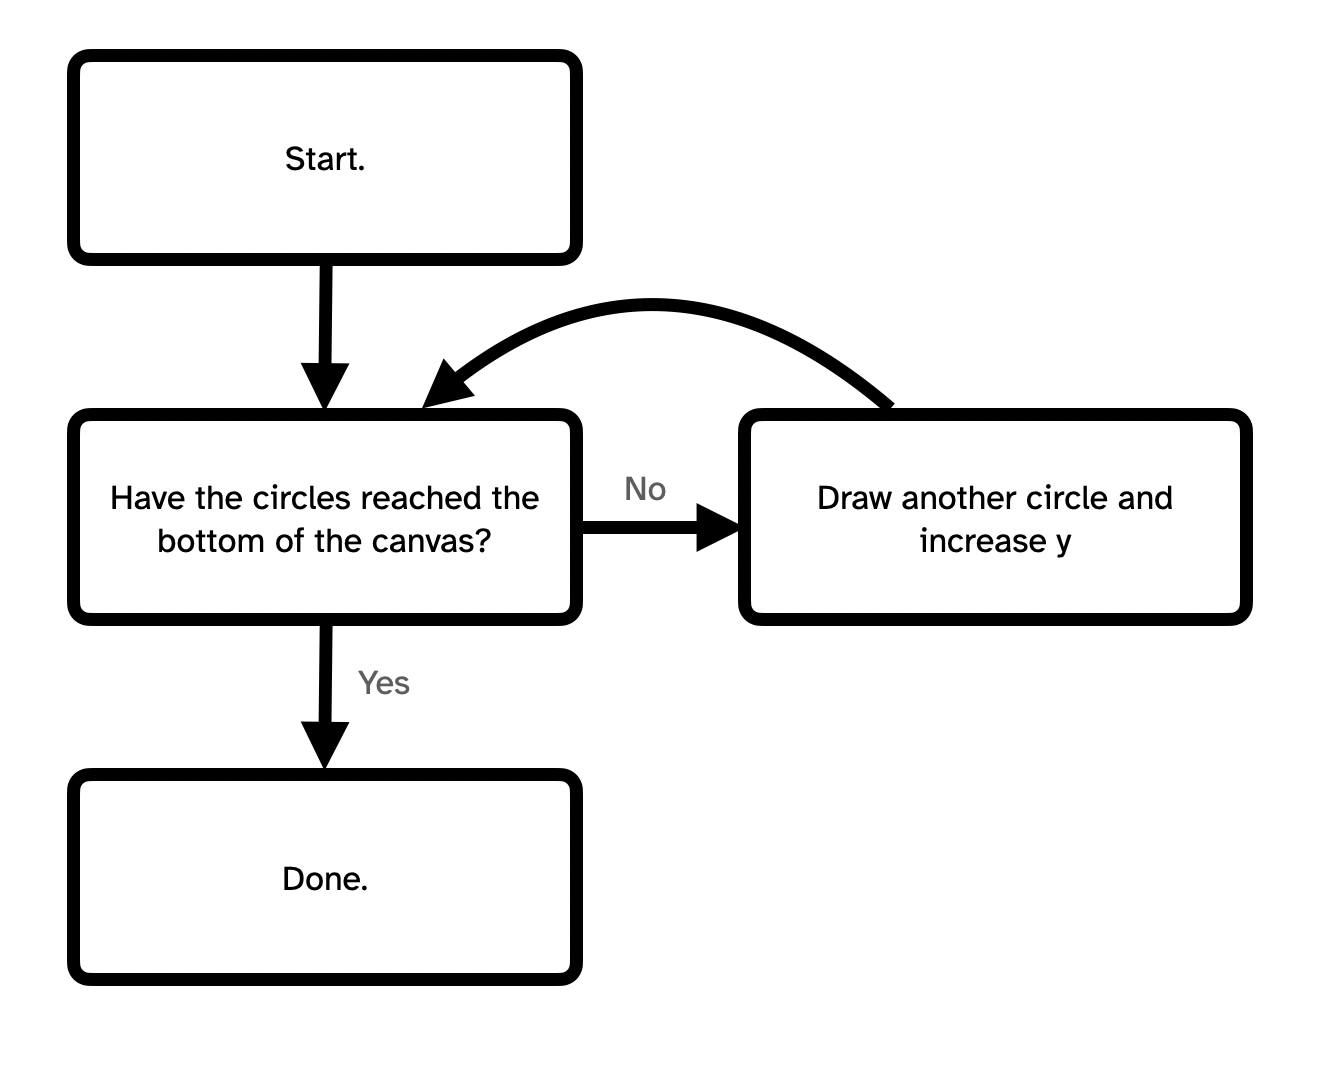 Start.
Have the circles reached the
bottom of the canvas?
No
Draw another circle and
increase y
Yes
Done.